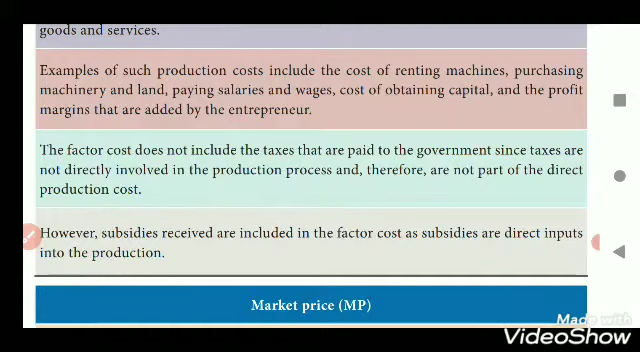 goods and services.
Examples of such production costs include the cost of renting machines, purchasing
machinery and land, paying salaries and wages, cost of obtaining capital, and the profit
margins that are added by the entrepreneur.
The factor cost does not include the taxes that are paid to the government since taxes are
not directly involved in the production process and, therefore, are not part of the direct
production cost.
However, subsidies received are included in the factor cost as subsidies are direct inputs
into the production.
Market price (MP)
Made with
VideoShow